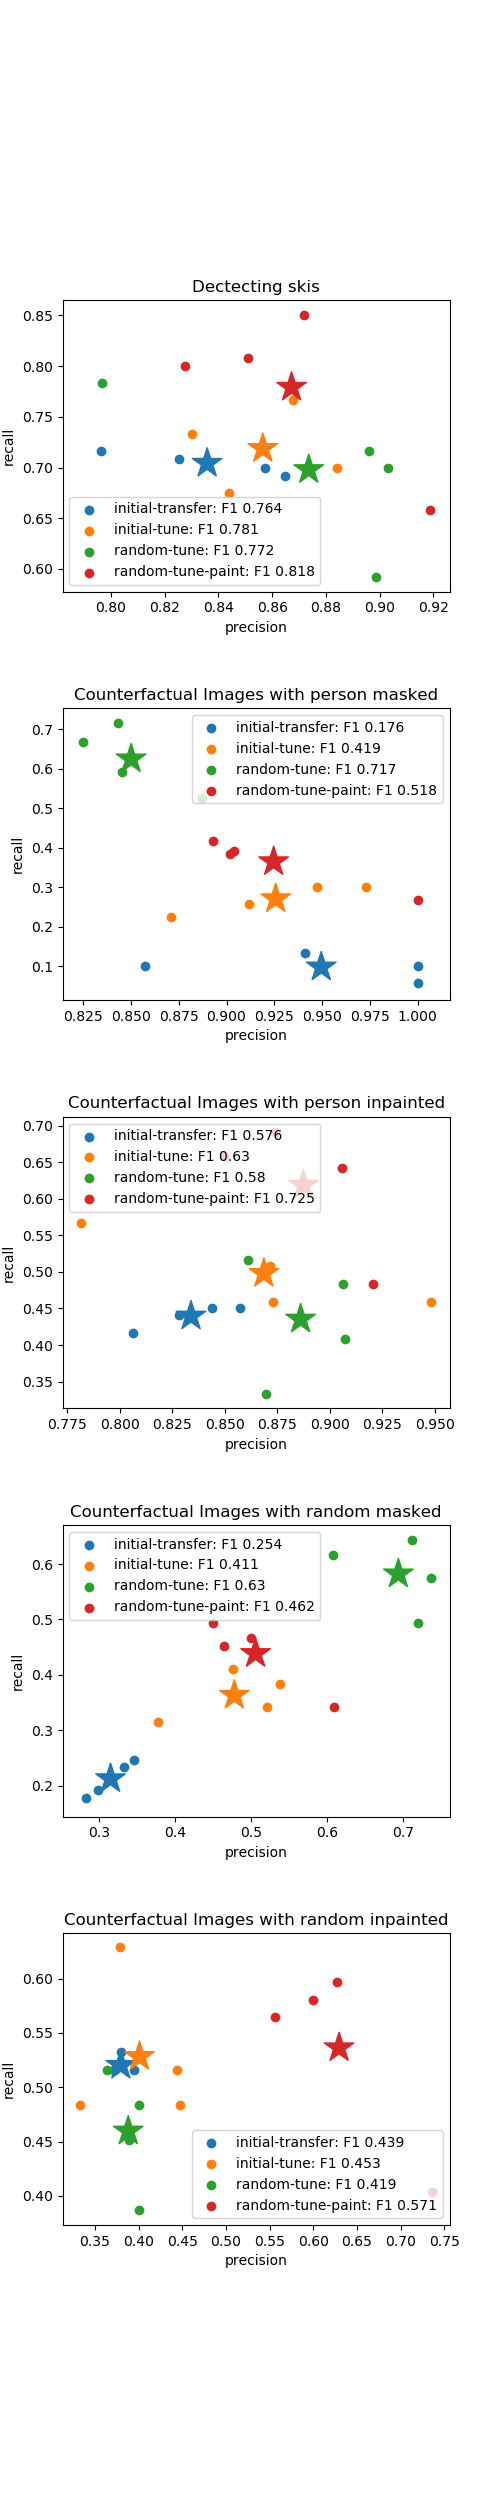 Dectecting skis
0.85
0.80
0.75
0.70
0.65
0.60
recall
initial-transfer: F1 0.764
initial-tune: F1 0.781
random-tune: F1 0.772
random-tune-paint: F1 0.818
0.80 0.82 0.84 0.86 0.88 0.90 0.92
precision
Counterfactual Images with person masked
0.7
0.6
0.5
0.4
0.3
0.2
0.1
recall
initial-transfer: F1 0.176
initial-tune: F1 0.419
random-tune: F1 0.717
random-tune-paint: F1 0.518
0.825 0.850 0.875 0.900 0.925 0.950 0.975 1.000
precision
Counterfactual Images with person inpainted
0.70
0.65
0.60
0.55
0.50
0.45
0.40
0.35
recall
initial-transfer: F1 0.576
initial-tune: F1 0.63
random-tune: F1 0.58
random-tune-paint: F1 0.725
0.775 0.800 0.825 0.850 0.875 0.900 0.925 0.950
precision
Counterfactual Images with random masked
0.6
0.5
0.4
0.3
0.2
recall
initial-transfer: F1 0.254
initial-tune: F1 0.411
random-tune: F1 0.63
random-tune-paint: F1 0.462
0.3 0.4 0.5 0.6 0.7
precision
Counterfactual Images with random inpainted
0.60
0.55
0.50
0.45
0.40
recall
initial-transfer: F1 0.439
initial-tune: F1 0.453
random-tune: F1 0.419
random-tune-paint: F1 0.571
0.35 0.40 0.45 0.50 0.55 0.60 0.65 0.70 0.75
precision